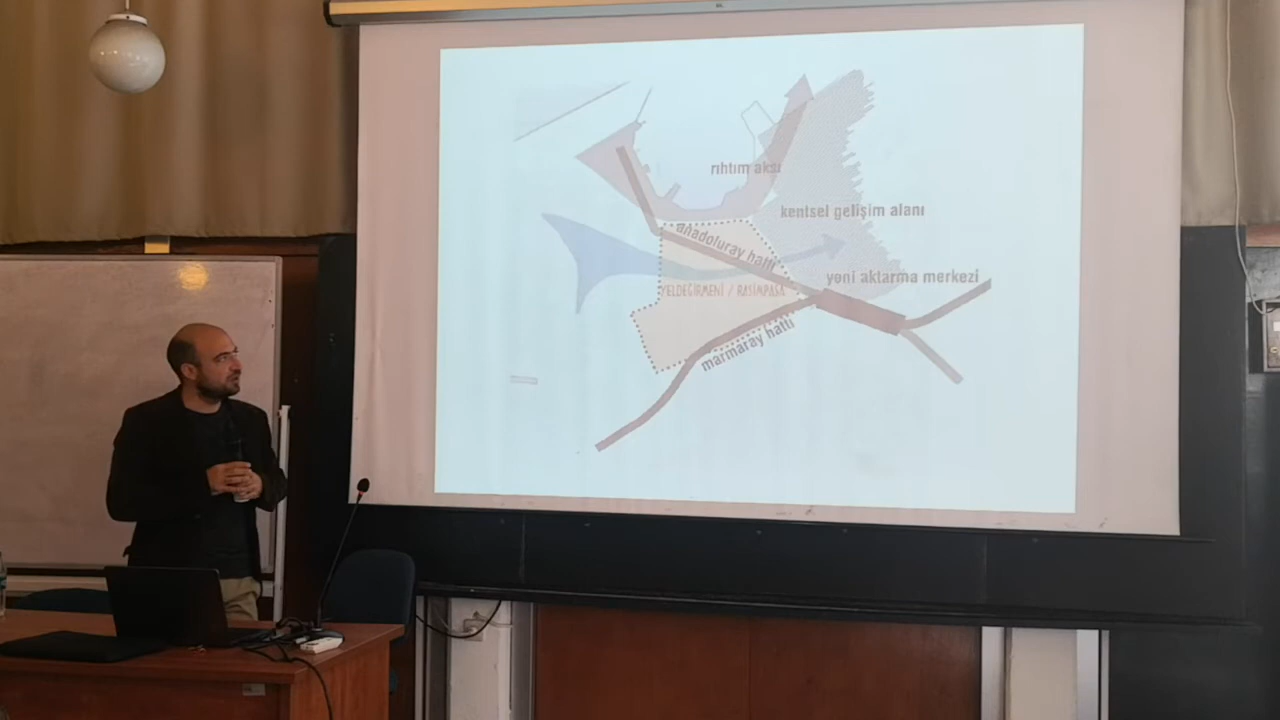 rıhtım aksı
kentsel gelişim alanı
anadoluray hattı
yeni aktarma merkezi
YELDEĞİRMENİ / RASİMPAŞA
marmaray hattı